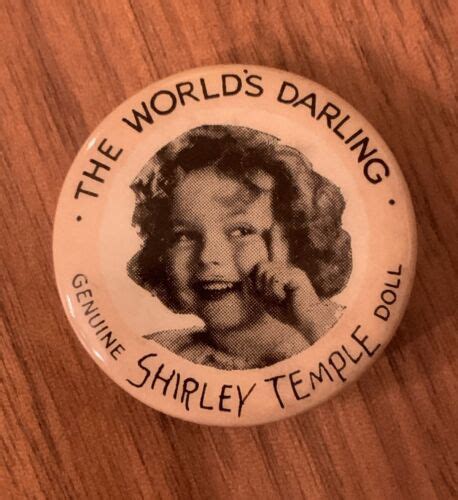 · THE WORLD'S DARLING ·
GENUINE SHIRLEY TEMPLE DOLL